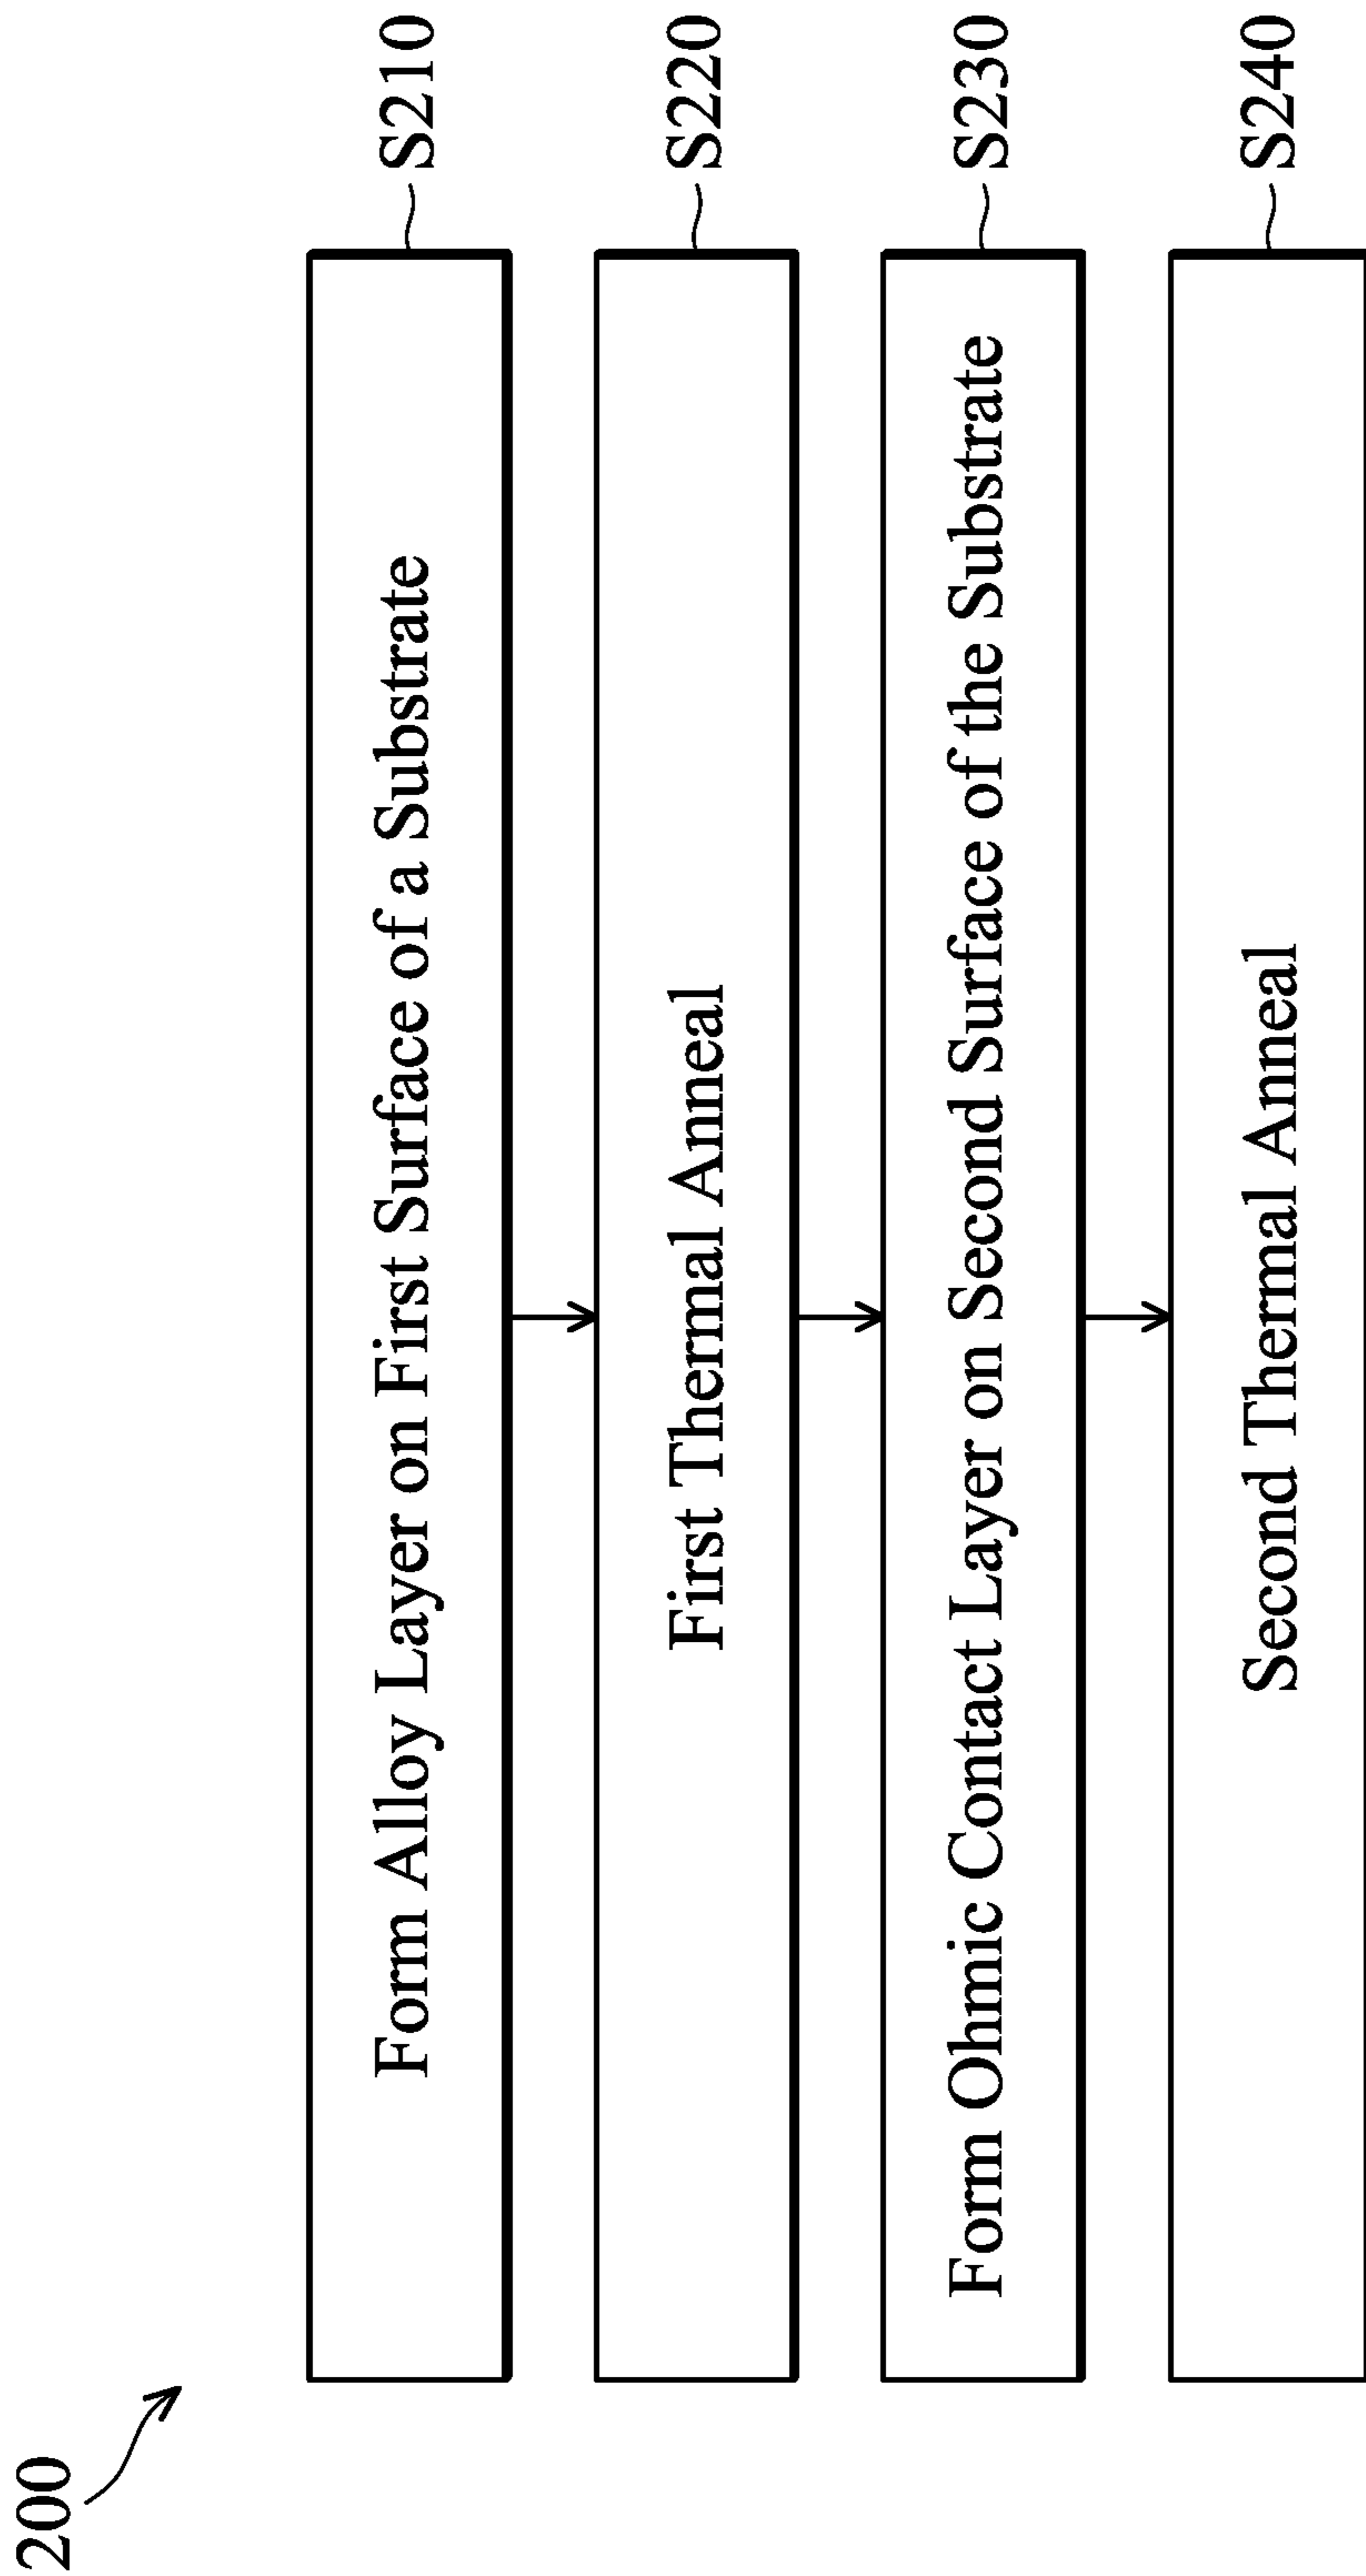 200
Form Alloy Layer on First Surface of a Substrate
S210
First Thermal Anneal
S220
Form Ohmic Contact Layer on Second Surface of the Substrate
S230
Second Thermal Anneal
S240